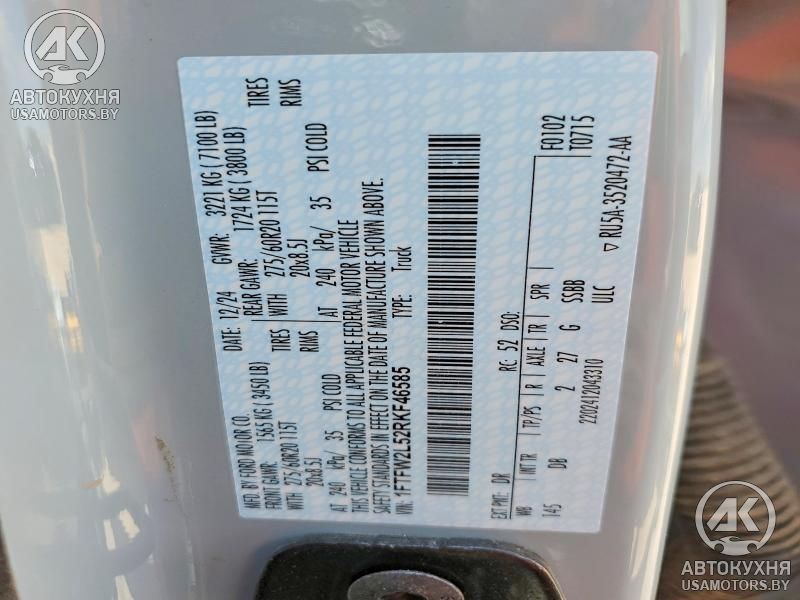 MFD. BY FORD MOTOR CO.
12/24 GVWR: 3221 KG ( 7100 LB)
FRONT GAWR: 1565 KG ( 3450 LB) REAR GAWR: 1724 KG ( 3800 LB)
WITH 275/60R20 115T TIRES WITH 275/60R20 115T TIRES
20x8.5J RIMS 20x8.5J RIMS
AT 240 kPa/ 35 PSI COLD AT 240 kPa/ 35 PSI COLD
THIS VEHICLE CONFORMS TO ALL APPLICABLE FEDERAL MOTOR VEHICLE
SAFETY STANDARDS IN EFFECT ON THE DATE OF MANUFACTURE SHOWN ABOVE.
VIN: 1FTFW2L52RKF46585 TYPE: Truck
F0102
T0715
EXT PNT: DR RC: 52 DSO:
WB INT TR TP/PS R AXLE TR SPR
145 DB 2 27 G SSBB
2202412043310 ULC
▽ RU5A-3520472-AA
AK
АВТОКУХНЯ
USAMOTORS.BY
AK
АВТОКУХНЯ
USAMOTORS.BY